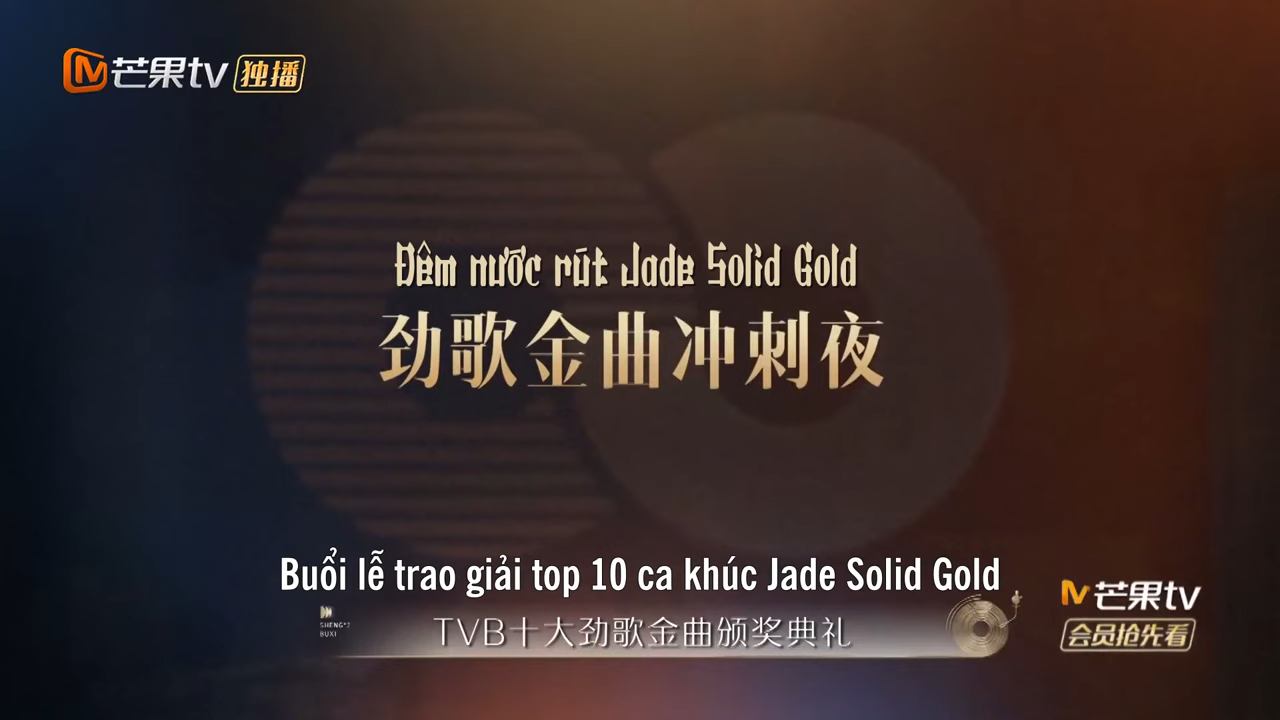 芒果tv 独播
Đêm nước rút Jade Solid Gold
劲歌金曲冲刺夜
Buổi lễ trao giải top 10 ca khúc Jade Solid Gold
SHENG
BUXI
TVB十大劲歌金曲颁奖典礼
芒果tv
会员抢先看